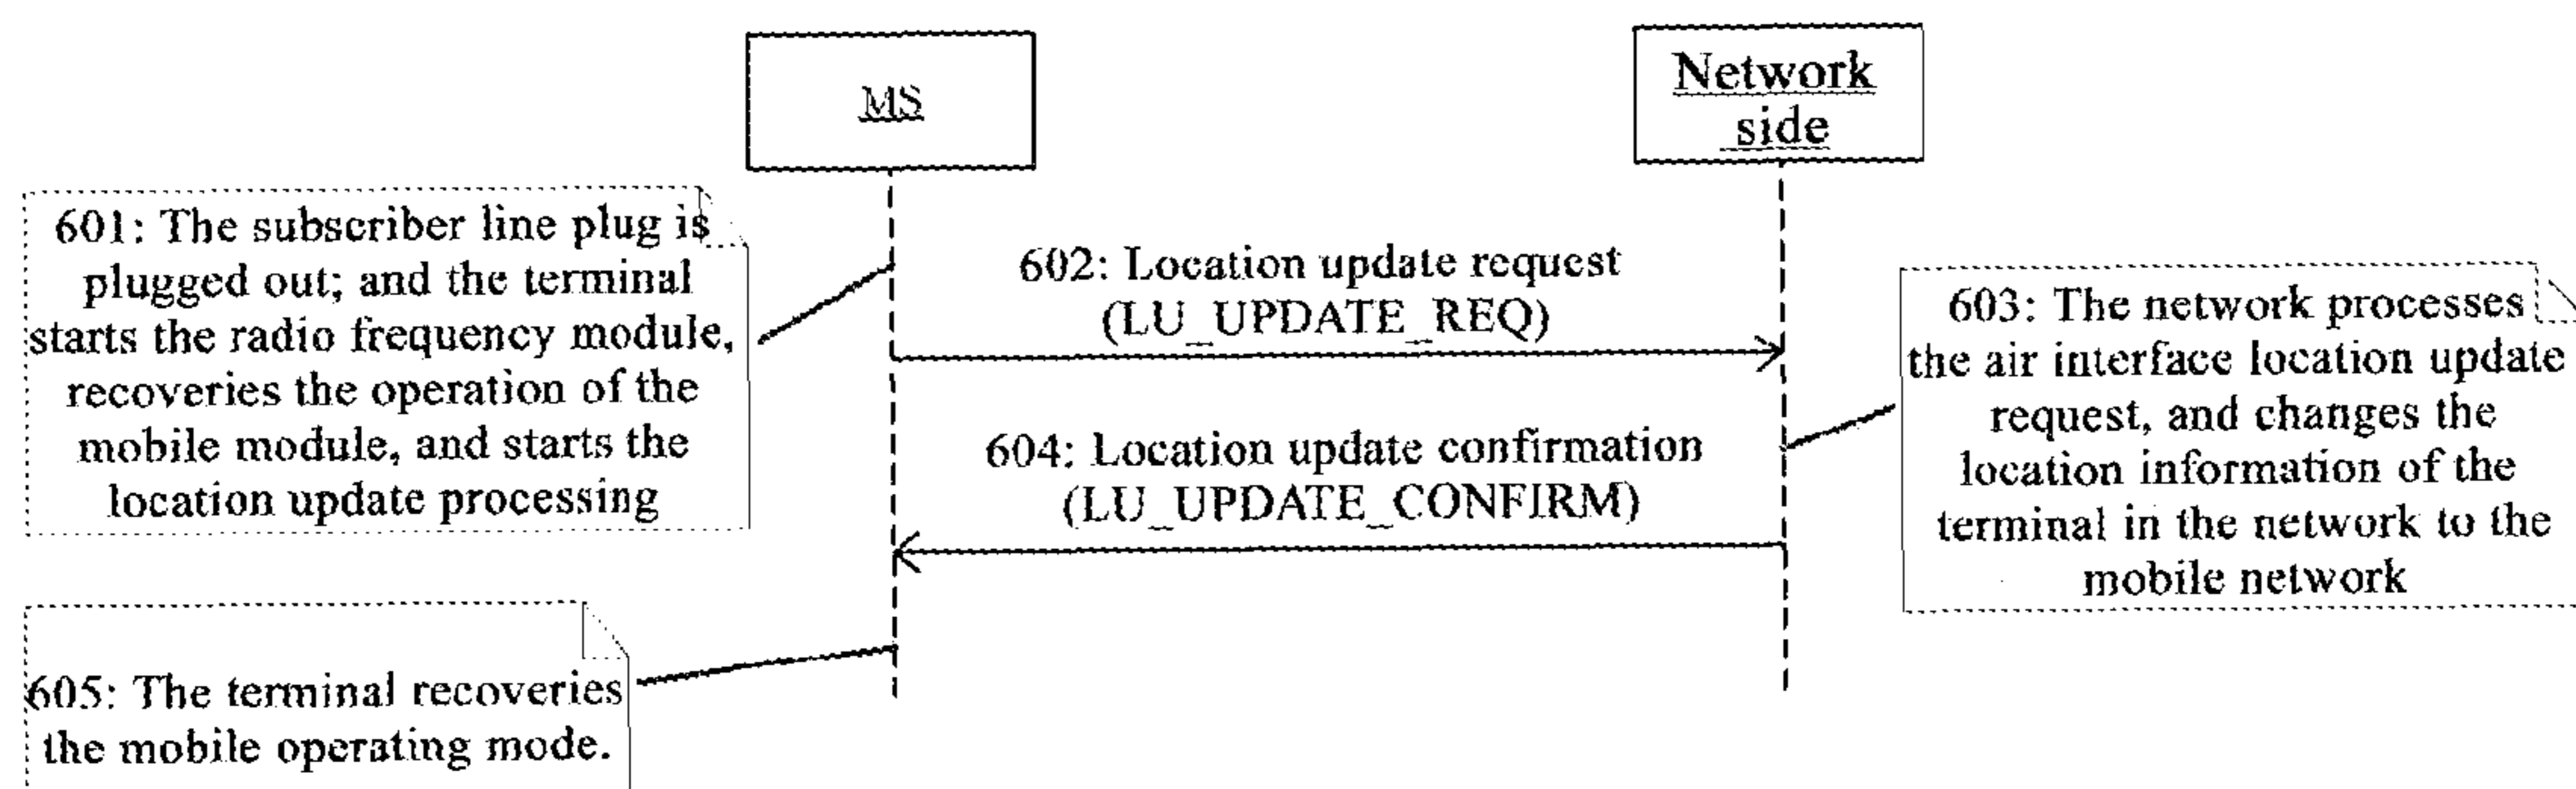 MS
Network
side
601: The subscriber line plug is
plugged out; and the terminal
starts the radio frequency module,
recoveries the operation of the
mobile module, and starts the
location update processing
602: Location update request
(LU_UPDATE_REQ)
603: The network processes
the air interface location update
request, and changes the
location information of the
terminal in the network to the
mobile network
604: Location update confirmation
(LU_UPDATE_CONFIRM)
605: The terminal recoveries
the mobile operating mode.